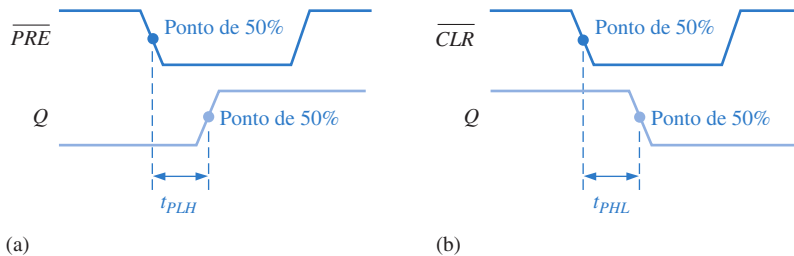 PRE
Ponto de 50%
Q
Ponto de 50%
tPLH
(a)
CLR
Ponto de 50%
Q
Ponto de 50%
tPHL
(b)